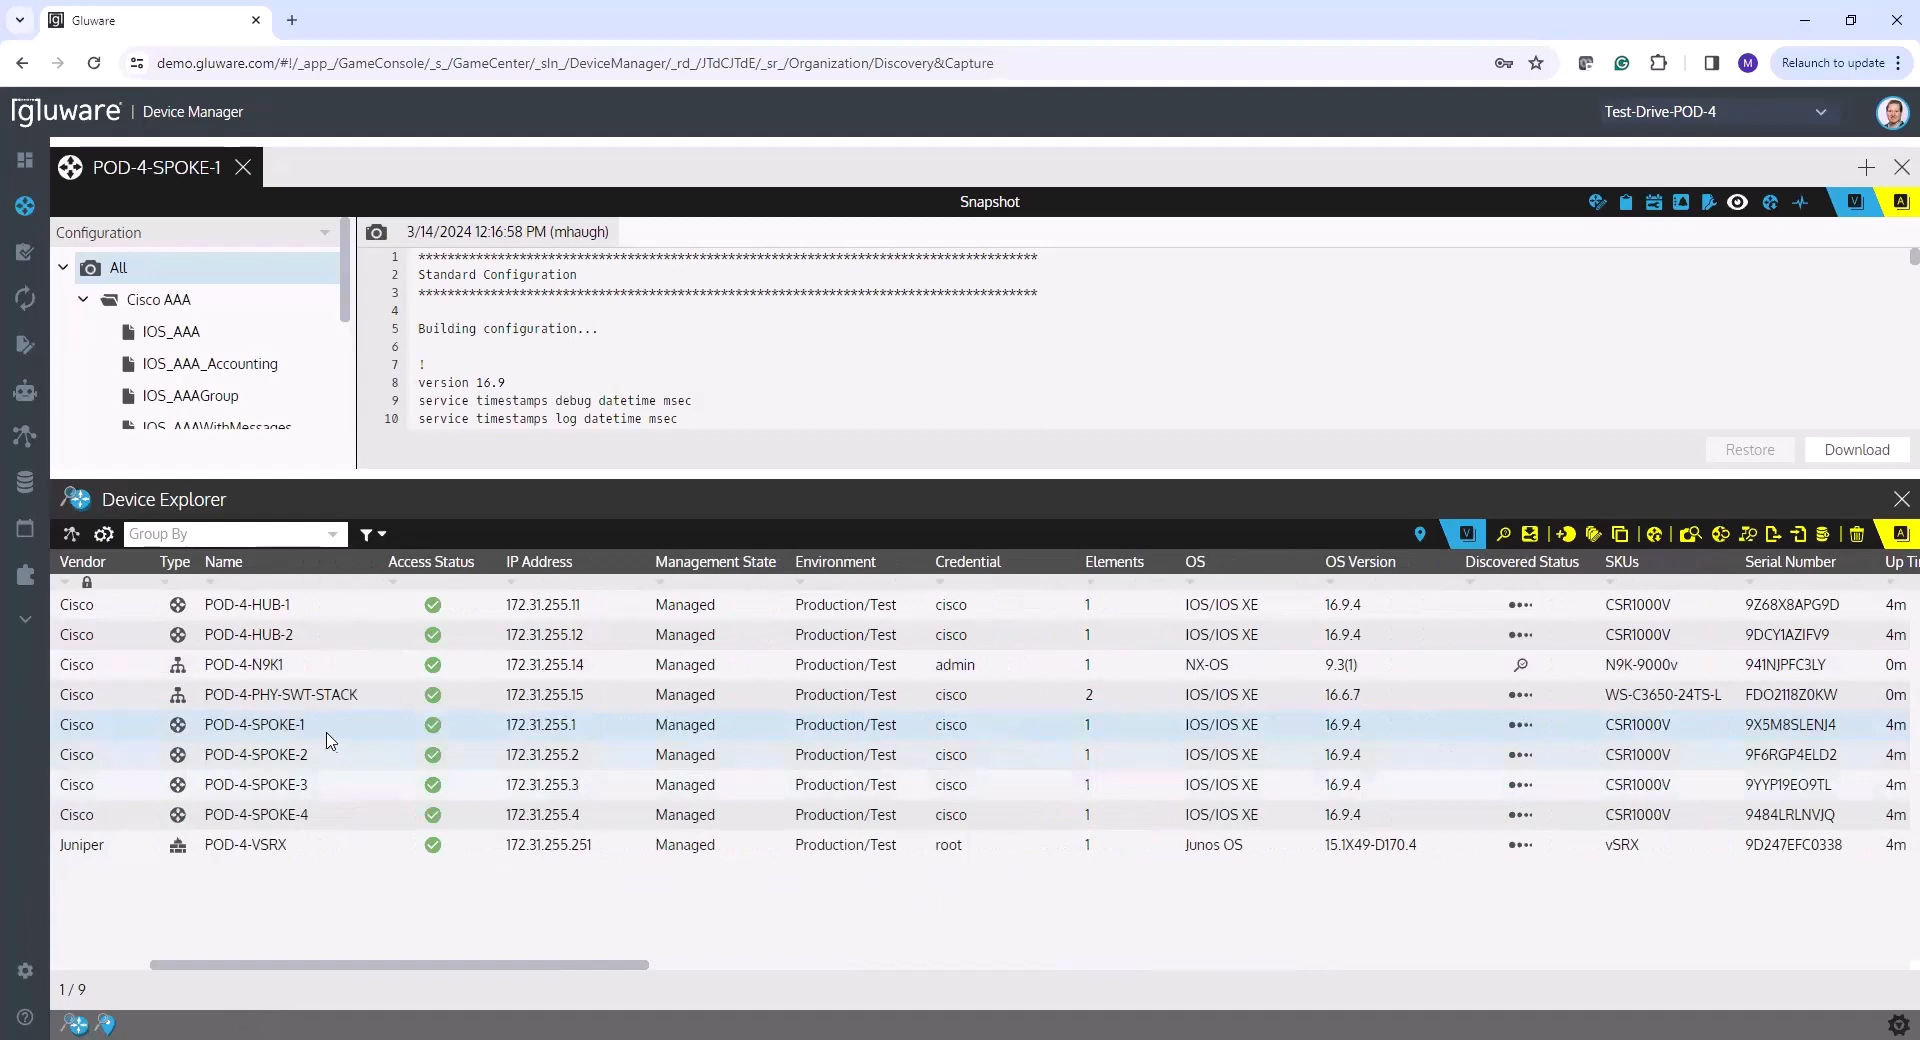 Gluware
demo.gluware.com/#!/_app_/GameConsole/_s_/GameCenter/_sln_/DeviceManager/_rd_/JTdCJTdE/_sr_/Organization/Discovery&Capture
M
Relaunch to update
[gluware | Device Manager
Test-Drive-POD-4
POD-4-SPOKE-1
Snapshot
V
A
Configuration
3/14/2024 12:16:58 PM (mhaugh)
All
Cisco AAA
IOS_AAA
IOS_AAA_Accounting
IOS_AAAGroup
IOS_AAAWithMessages
1 **************************************************************************************
2 Standard Configuration
3 **************************************************************************************
4
5 Building configuration...
6
7 !
8 version 16.9
9 service timestamps debug datetime msec
10 service timestamps log datetime msec
Restore
Download
Device Explorer
Group By
V
A
Vendor Type Name Access Status IP Address Management State Environment Credential Elements OS OS Version Discovered Status SKUs Serial Number Up Ti
Cisco POD-4-HUB-1 172.31.255.11 Managed Production/Test cisco 1 IOS/IOS XE 16.9.4 CSR1000V 9Z68X8APG9D 4m
Cisco POD-4-HUB-2 172.31.255.12 Managed Production/Test cisco 1 IOS/IOS XE 16.9.4 CSR1000V 9DCY1AZIFV9 4m
Cisco POD-4-N9K1 172.31.255.14 Managed Production/Test admin 1 NX-OS 9.3(1) N9K-9000v 941NJPFC3LY 0m
Cisco POD-4-PHY-SWT-STACK 172.31.255.15 Managed Production/Test cisco 2 IOS/IOS XE 16.6.7 WS-C3650-24TS-L FDO2118Z0KW 0m
Cisco POD-4-SPOKE-1 172.31.255.1 Managed Production/Test cisco 1 IOS/IOS XE 16.9.4 CSR1000V 9X5M8SLENJ4 4m
Cisco POD-4-SPOKE-2 172.31.255.2 Managed Production/Test cisco 1 IOS/IOS XE 16.9.4 CSR1000V 9F6RGP4ELD2 4m
Cisco POD-4-SPOKE-3 172.31.255.3 Managed Production/Test cisco 1 IOS/IOS XE 16.9.4 CSR1000V 9YYP19EO9TL 4m
Cisco POD-4-SPOKE-4 172.31.255.4 Managed Production/Test cisco 1 IOS/IOS XE 16.9.4 CSR1000V 9484LRLNVJQ 4m
Juniper POD-4-VSRX 172.31.255.251 Managed Production/Test root 1 Junos OS 15.1X49-D170.4 vSRX 9D247EFC0338 4m
1 / 9